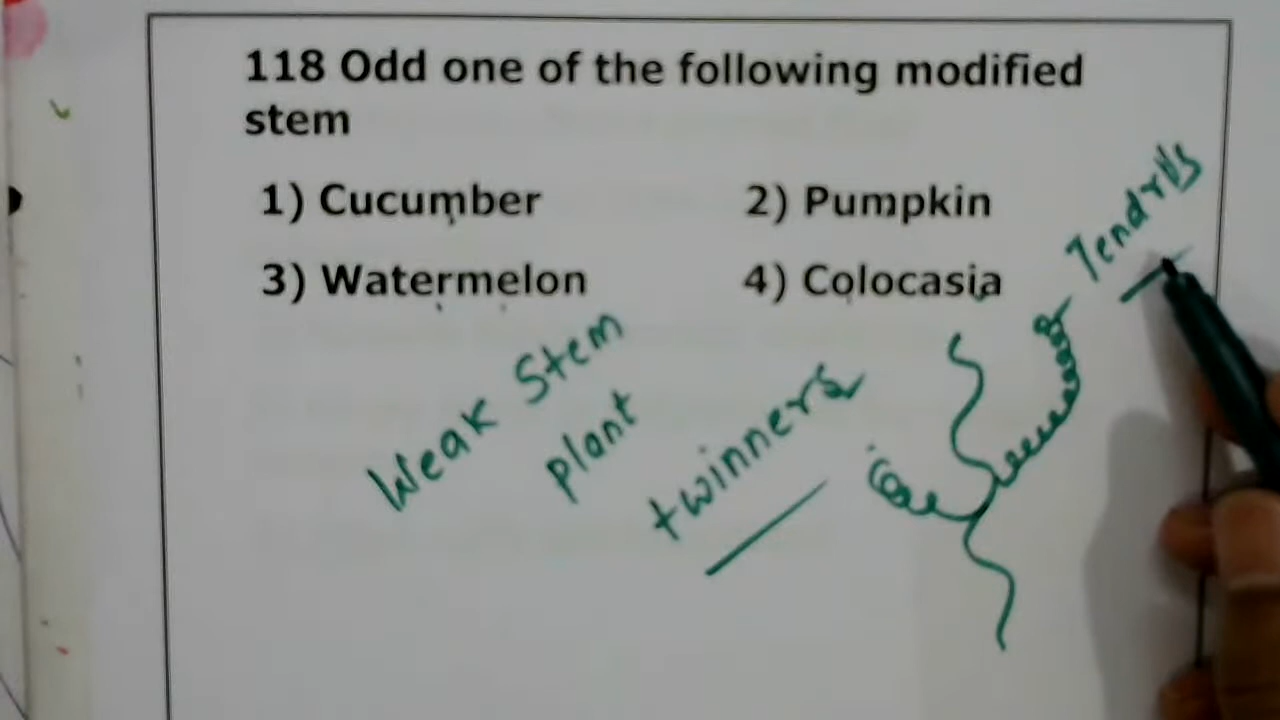 118 Odd one of the following modified
stem
1) Cucumber 2) Pumpkin
3) Watermelon 4) Colocasia
Weak Stem
plant
twinners
Tendrils